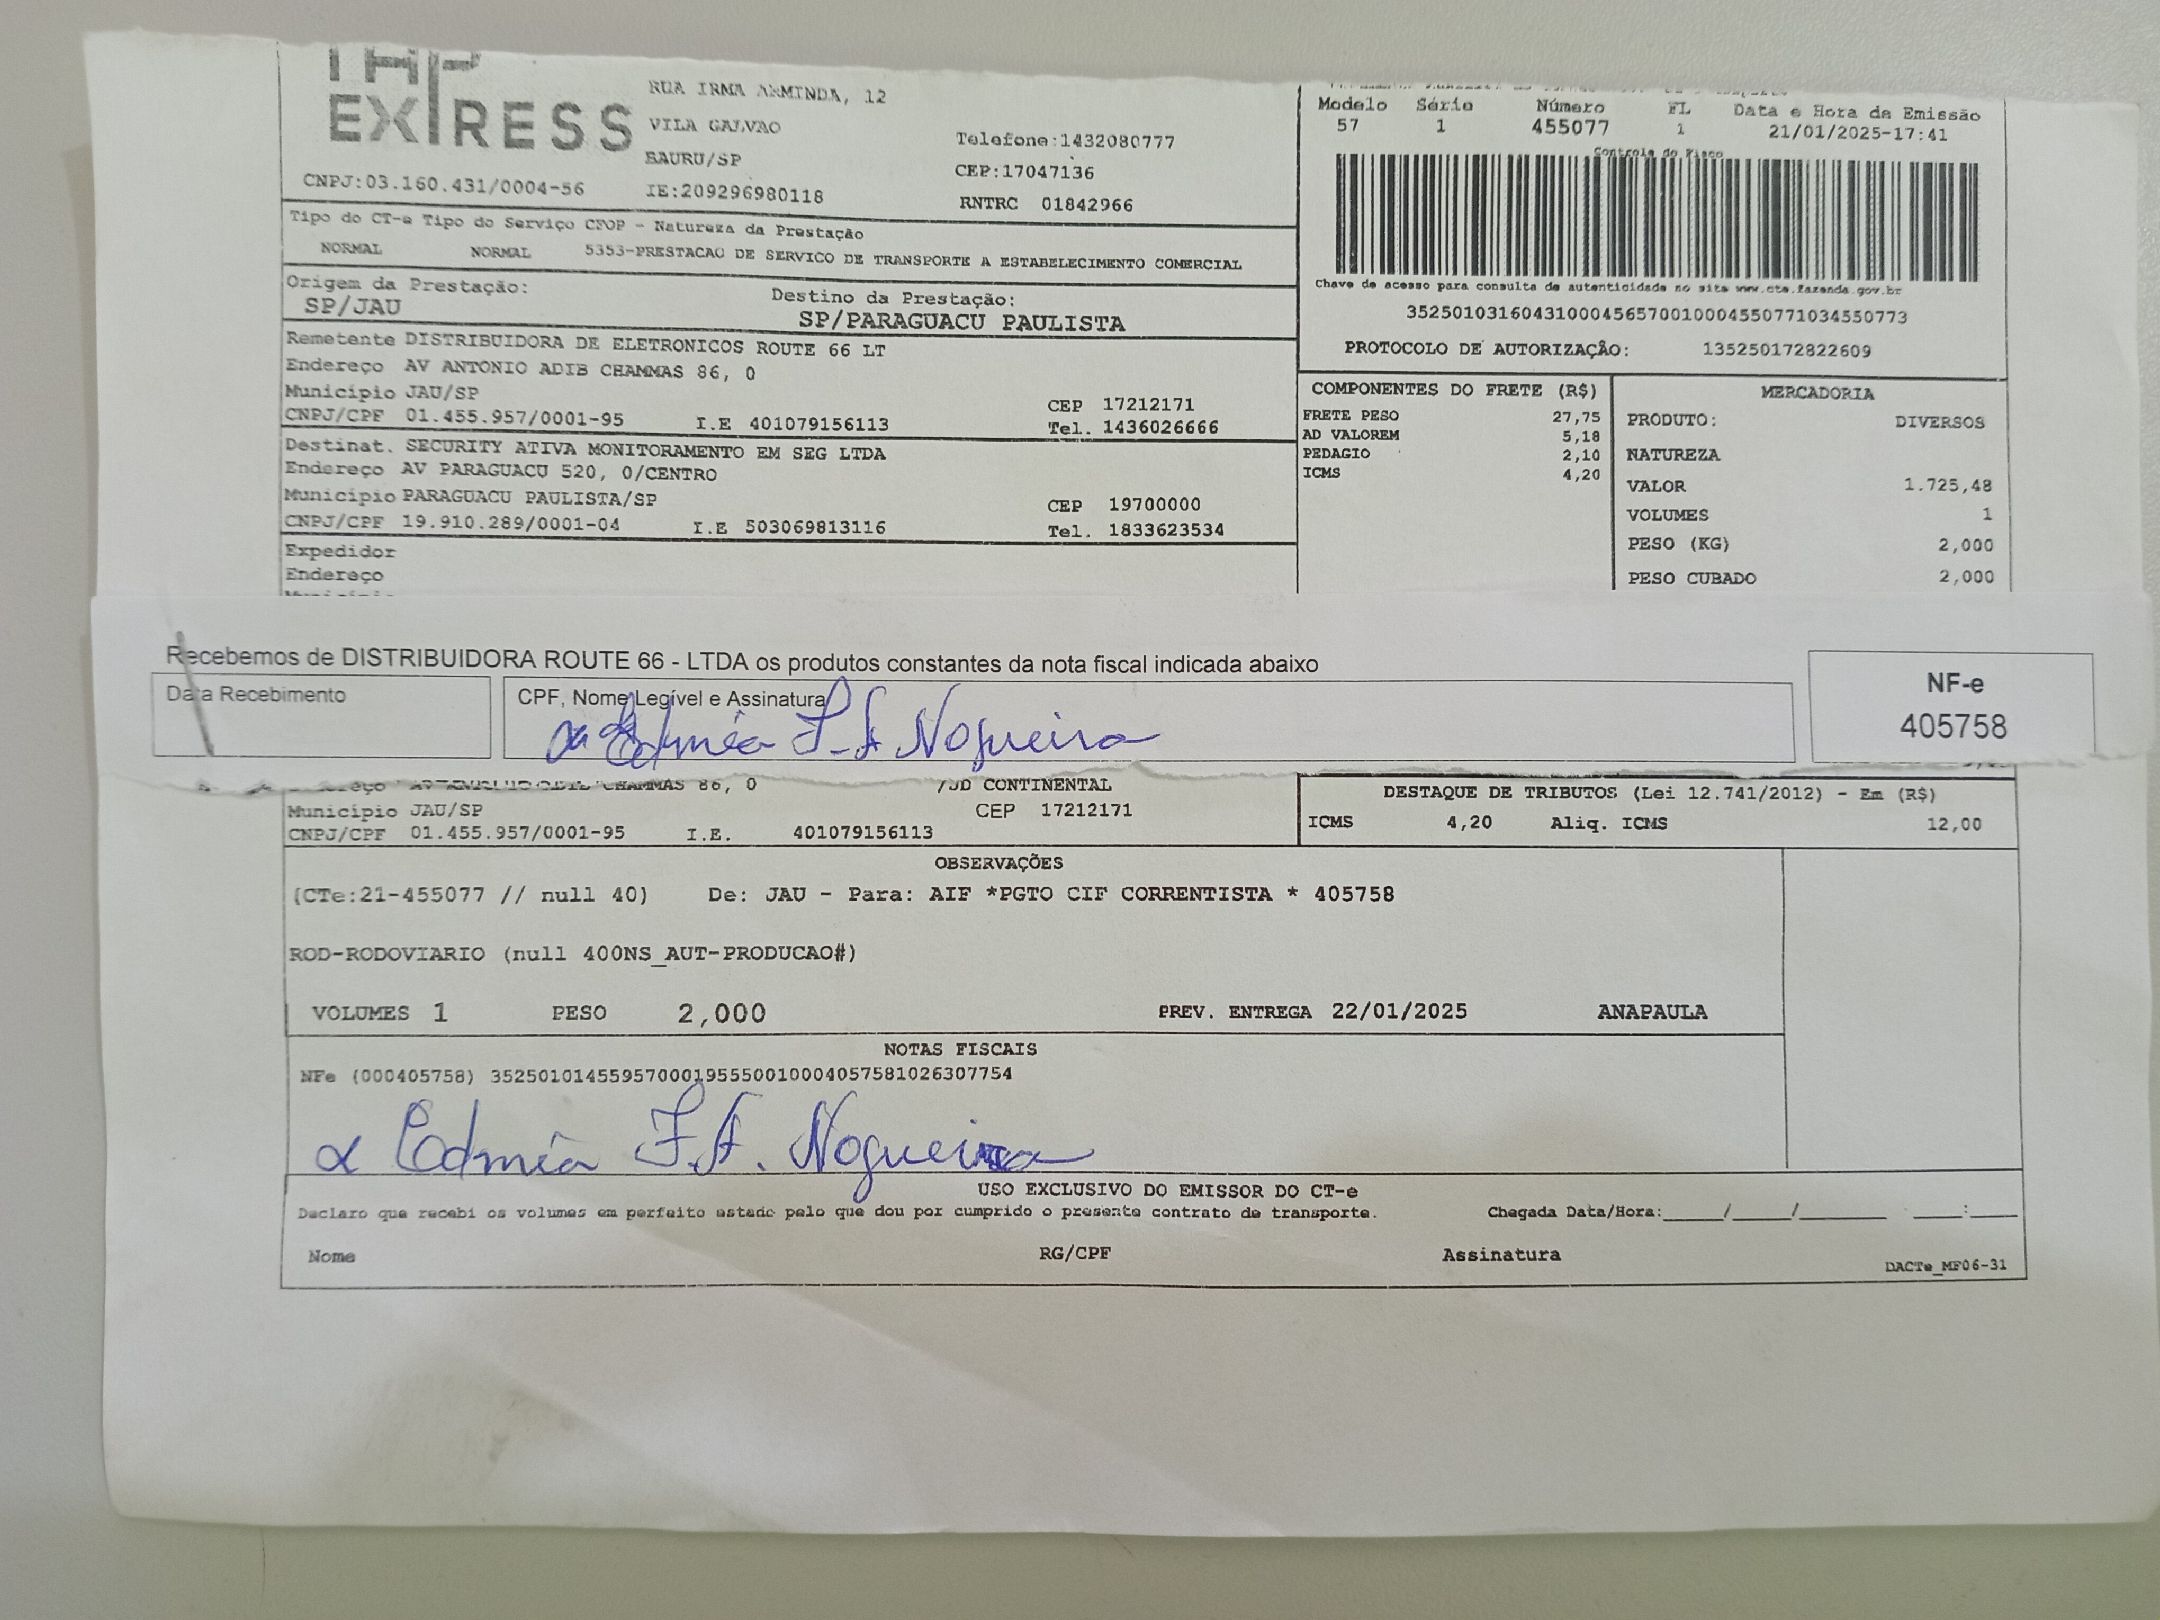 EXPRESS
RUA IRMA ARMINDA, 12
VILA GALVAO
BAURU/SP
Telefone:1432080777
CEP:17047136
CNPJ:03.160.431/0004-56
IE:209296980118
RNTRC 01842966
Modelo Série Número FL Data e Hora de Emissão
57 1 455077 1 21/01/2025-17:41
Controle do Fisco
Chave de acesso para consulta de autenticidade no site www.cte.fazenda.gov.br
35250103160431000456570010004550771034550773
PROTOCOLO DE AUTORIZAÇÃO: 135250172822609
Tipo do CT-e Tipo do Serviço CFOP - Natureza da Prestação
NORMAL NORMAL 5353-PRESTACAO DE SERVICO DE TRANSPORTE A ESTABELECIMENTO COMERCIAL
Origem da Prestação: Destino da Prestação:
SP/JAU SP/PARAGUACU PAULISTA
Remetente DISTRIBUIDORA DE ELETRONICOS ROUTE 66 LT
Endereço AV ANTONIO ADIB CHAMMAS 86, 0
Município JAU/SP CEP 17212171
CNPJ/CPF 01.455.957/0001-95 I.E 401079156113 Tel. 1436026666
Destinat. SECURITY ATIVA MONITORAMENTO EM SEG LTDA
Endereço AV PARAGUACU 520, 0/CENTRO
Município PARAGUACU PAULISTA/SP CEP 19700000
CNPJ/CPF 19.910.289/0001-04 I.E 503069813116 Tel. 1833623534
Expedidor
Endereço
COMPONENTES DO FRETE (R$)
FRETE PESO 27,75
AD VALOREM 5,18
PEDAGIO 2,10
ICMS 4,20
MERCADORIA
PRODUTO: DIVERSOS
NATUREZA
VALOR 1.725,48
VOLUMES 1
PESO (KG) 2,000
PESO CUBADO 2,000
Recebemos de DISTRIBUIDORA ROUTE 66 - LTDA os produtos constantes da nota fiscal indicada abaixo
Data Recebimento
CPF, Nome Legível e Assinatura
Edméa F.A Nogueira
NF-e
405758
CHAMMAS 86, 0 /JD CONTINENTAL
Município JAU/SP CEP 17212171
CNPJ/CPF 01.455.957/0001-95 I.E. 401079156113
DESTAQUE DE TRIBUTOS (Lei 12.741/2012) - Em (R$)
ICMS 4,20 Aliq. ICMS 12,00
OBSERVAÇÕES
(CTe:21-455077 // null 40) De: JAU - Para: AIF *PGTO CIF CORRENTISTA * 405758
ROD-RODOVIARIO (null 400NS_AUT-PRODUCAO#)
VOLUMES 1 PESO 2,000 PREV. ENTREGA 22/01/2025 ANAPAULA
NOTAS FISCAIS
NFe (000405758) 35250101455957000195550010004057581026307754
Edméa F.A. Nogueira
USO EXCLUSIVO DO EMISSOR DO CT-e
Declaro que recebi os volumes em perfeito estado pelo que dou por cumprido o presente contrato de transporte. Chegada Data/Hora:____/____/______ ___:___
Nome RG/CPF Assinatura
DACTe_MF06-31